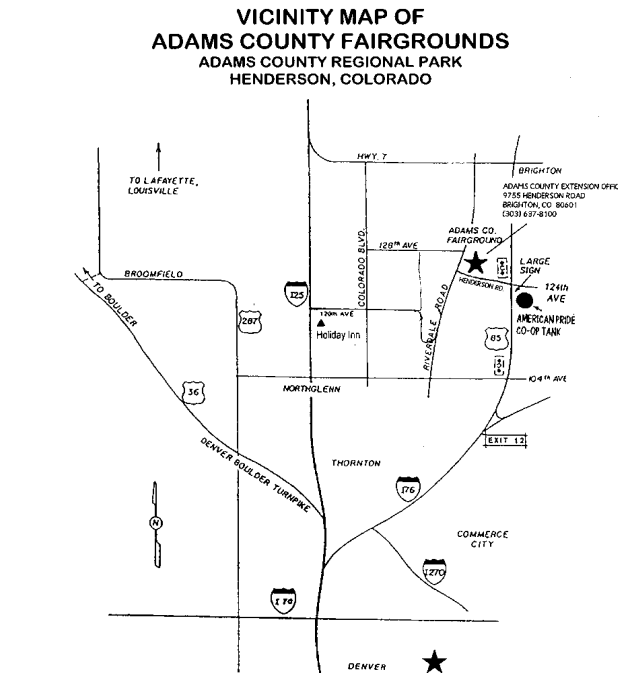 VICINITY MAP OF
ADAMS COUNTY FAIRGROUNDS
ADAMS COUNTY REGIONAL PARK
HENDERSON, COLORADO
HWY. 7
BRIGHTON
TO LAFAYETTE,
LOUISVILLE
ADAMS COUNTY EXTENSION OFFIC
9755 HENDERSON ROAD
BRIGHTON, CO 80601
(303) 637-8100
ADAMS CO.
FAIRGROUND
128th AVE
COLORADO BLVD.
LARGE
SIGN
BROOMFIELD
TO BOULDER
HENDERSON RD.
124th
AVE
I25
RIVERDALE ROAD
120th AVE
AMERICAN PRIDE
CO-OP TANK
287
Holiday Inn
85
104th AVE
NORTHGLENN
36
EXIT 12
DENVER BOULDER TURNPIKE
THORNTON
I76
N
COMMERCE
CITY
I270
I 70
DENVER